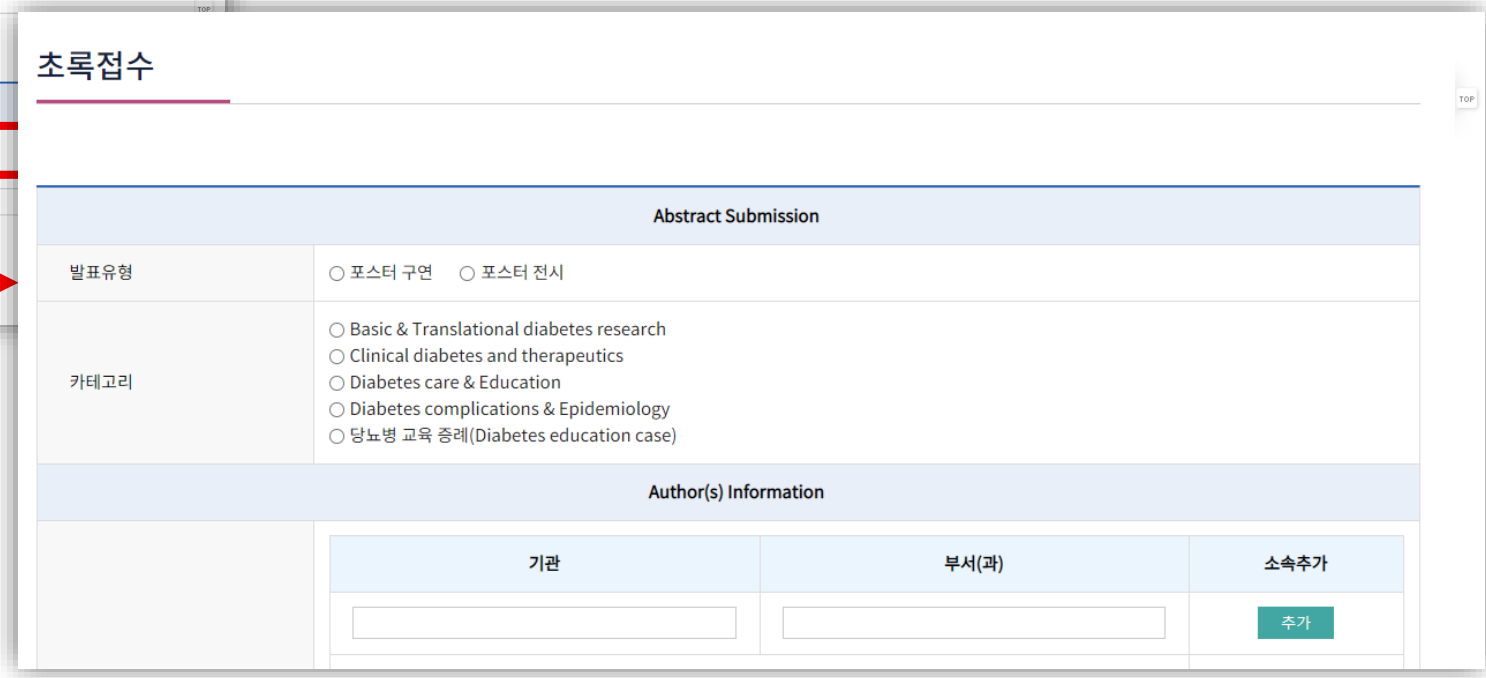 TOP
초록접수
TOP
Abstract Submission
발표유형
포스터 구연 포스터 전시
카테고리
Basic & Translational diabetes research
Clinical diabetes and therapeutics
Diabetes care & Education
Diabetes complications & Epidemiology
당뇨병 교육 증례(Diabetes education case)
Author(s) Information
기관 부서(과) 소속추가
추가